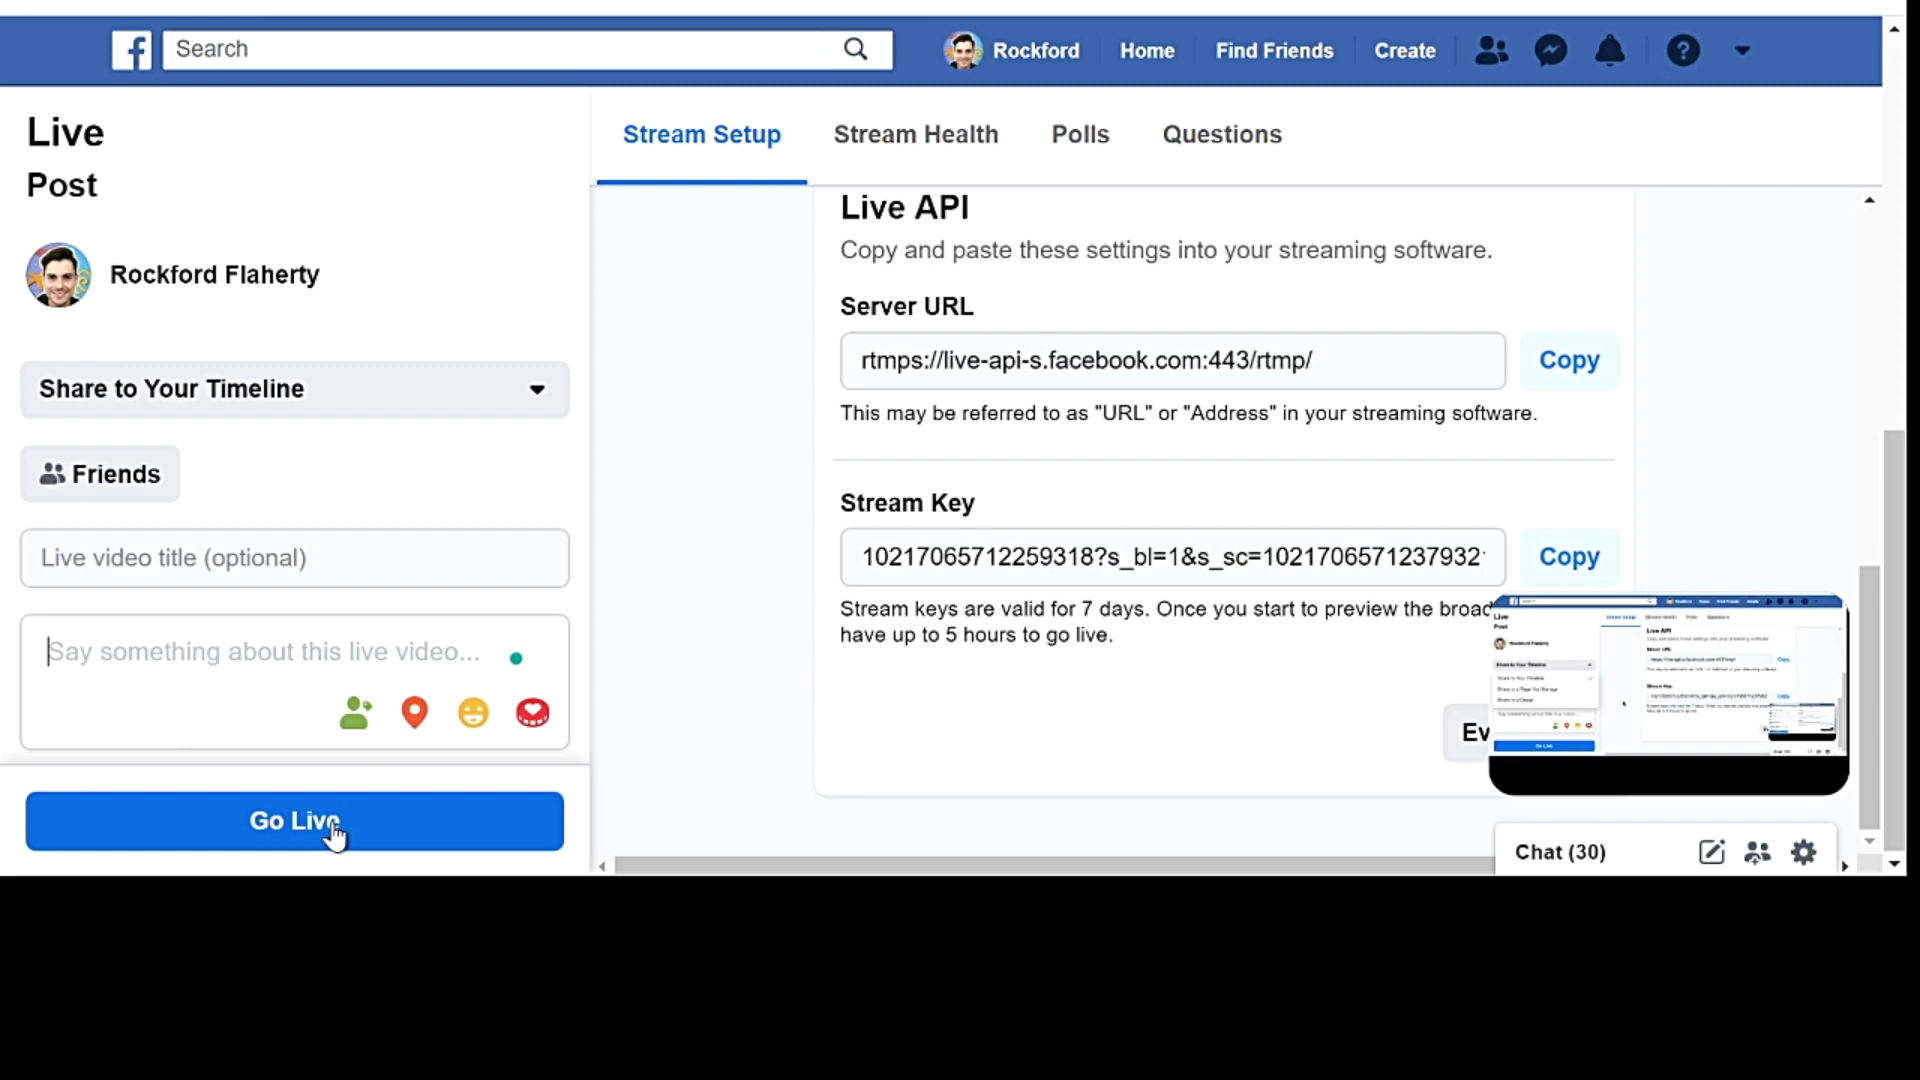 Search
Rockford
Home
Find Friends
Create
Live
Post
Rockford Flaherty
Share to Your Timeline
Friends
Live video title (optional)
Say something about this live video...
Go Live
Stream Setup
Stream Health
Polls
Questions
Live API
Copy and paste these settings into your streaming software.
Server URL
rtmps://live-api-s.facebook.com:443/rtmp/
Copy
This may be referred to as "URL" or "Address" in your streaming software.
Stream Key
10217065712259318?s_bl=1&s_sc=1021706571237932
Copy
Stream keys are valid for 7 days. Once you start to preview the broad
have up to 5 hours to go live.
Ev
Chat (30)